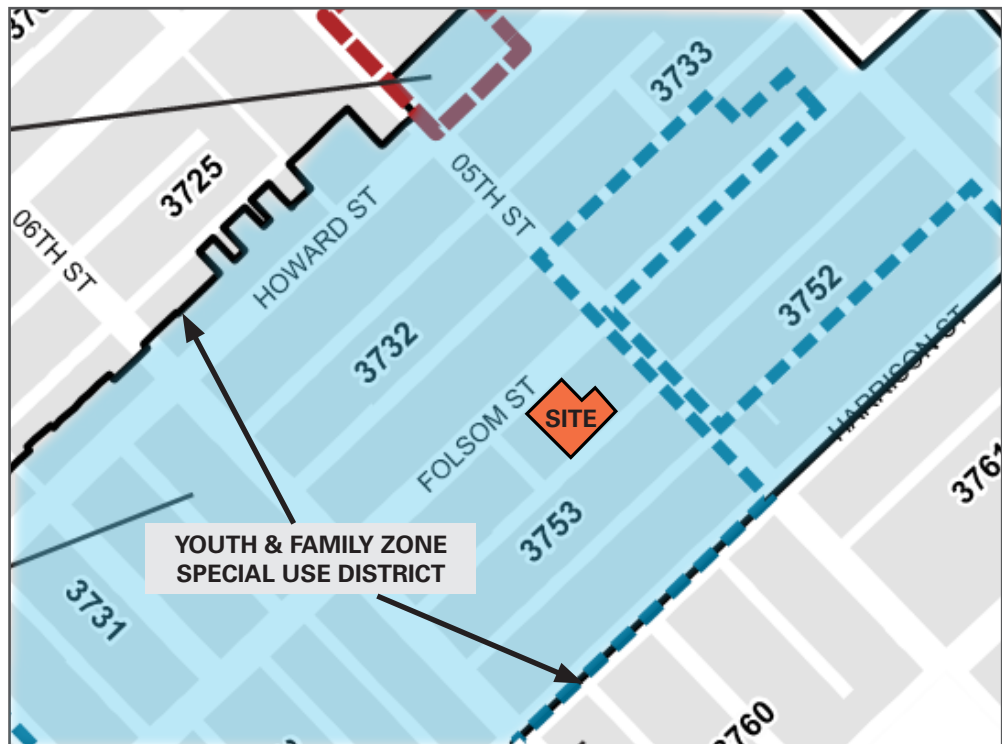 3733
3725
05TH ST
06TH ST
HOWARD ST
3752
3732
HARRISON ST
FOLSOM ST
SITE
3761
3753
YOUTH & FAMILY ZONE
SPECIAL USE DISTRICT
3731
3760